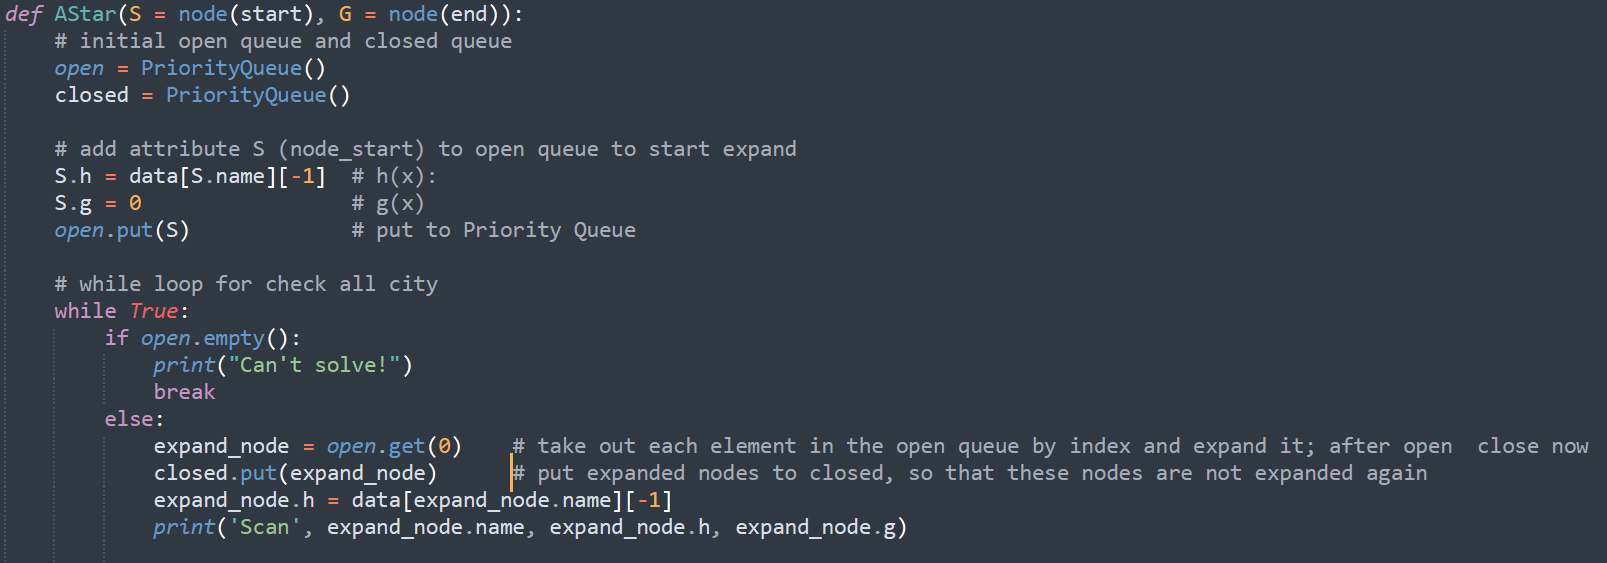 def AStar(S = node(start), G = node(end)):
    # initial open queue and closed queue
    open = PriorityQueue()
    closed = PriorityQueue()

    # add attribute S (node_start) to open queue to start expand
    S.h = data[S.name][-1]  # h(x):
    S.g = 0                 # g(x)
    open.put(S)             # put to Priority Queue

    # while loop for check all city
    while True:
        if open.empty():
            print("Can't solve!")
            break
        else:
            expand_node = open.get(0)    # take out each element in the open queue by index and expand it; after open  close now
            closed.put(expand_node)      # put expanded nodes to closed, so that these nodes are not expanded again
            expand_node.h = data[expand_node.name][-1]
            print('Scan', expand_node.name, expand_node.h, expand_node.g)